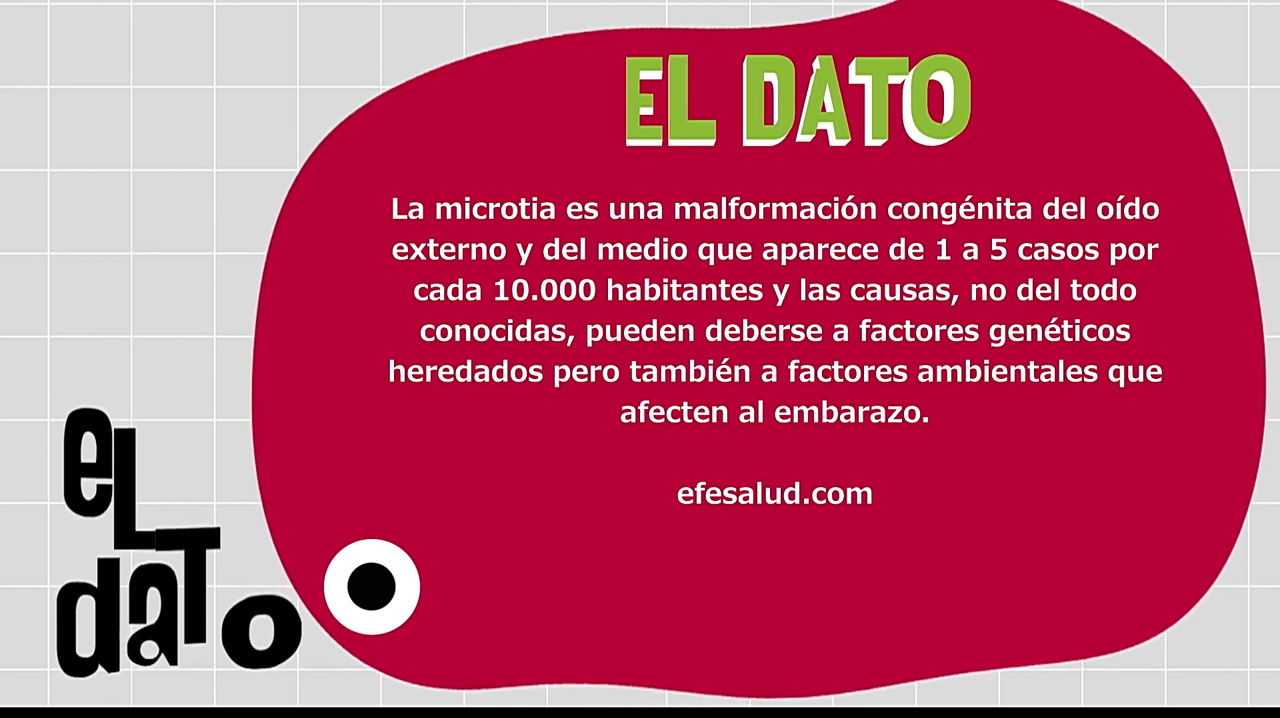 EL DATO
La microtia es una malformación congénita del oído
externo y del medio que aparece de 1 a 5 casos por
cada 10.000 habitantes y las causas, no del todo
conocidas, pueden deberse a factores genéticos
heredados pero también a factores ambientales que
afecten al embarazo.
efesalud.com
eL
daTo